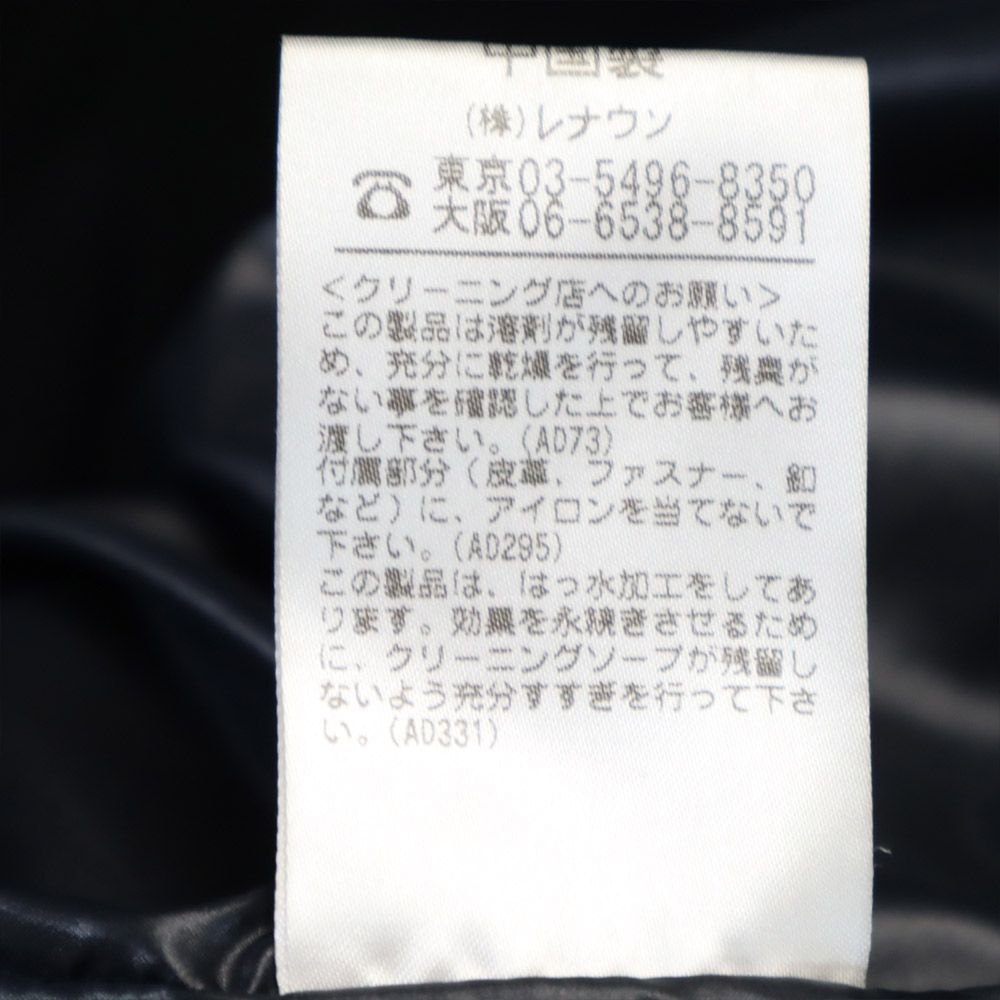 中国製
(株)レナウン
東京03-5496-8350
大阪06-6538-8591
<クリーニング店へのお願い>
この製品は溶剤が残留しやすいた
め、充分に乾燥を行って、残臭が
ない事を確認した上でお客様へお
渡し下さい。(AD73)
付属部分(皮革、ファスナー、釦
など)に、アイロンを当てないで
下さい。(AD295)
この製品は、はっ水加工をしてあ
ります。効果を永続きさせるため
に、クリーニングソープが残留し
ないよう充分すすぎを行って下さ
い。(AD331)